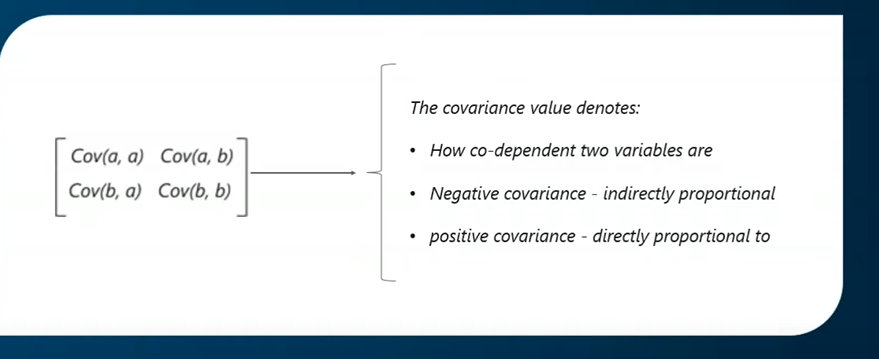 Cov(a, a) Cov(a, b)
Cov(b, a) Cov(b, b)
The covariance value denotes:
• How co-dependent two variables are
• Negative covariance - indirectly proportional
• positive covariance - directly proportional to